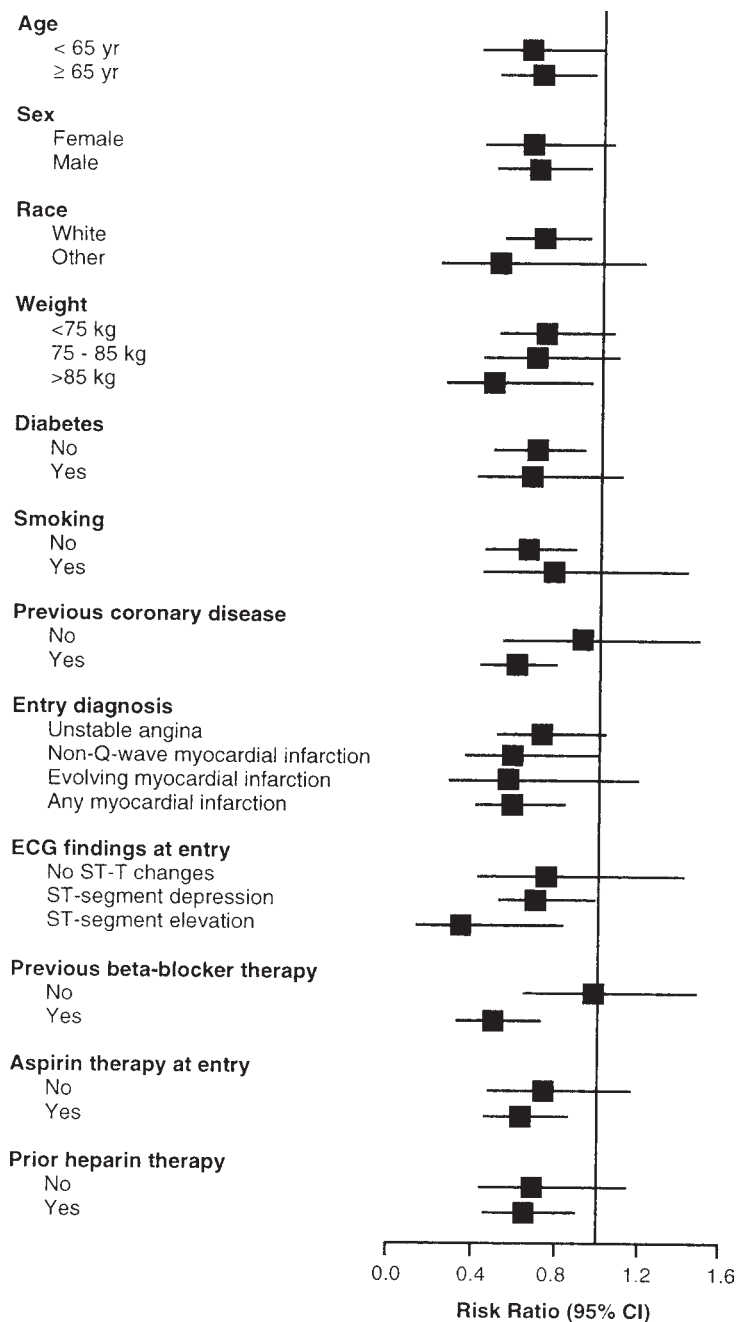 Age
< 65 yr
≥ 65 yr
Sex
Female
Male
Race
White
Other
Weight
<75 kg
75 - 85 kg
>85 kg
Diabetes
No
Yes
Smoking
No
Yes
Previous coronary disease
No
Yes
Entry diagnosis
Unstable angina
Non-Q-wave myocardial infarction
Evolving myocardial infarction
Any myocardial infarction
ECG findings at entry
No ST-T changes
ST-segment depression
ST-segment elevation
Previous beta-blocker therapy
No
Yes
Aspirin therapy at entry
No
Yes
Prior heparin therapy
No
Yes
0.0 0.4 0.8 1.2 1.6
Risk Ratio (95% CI)